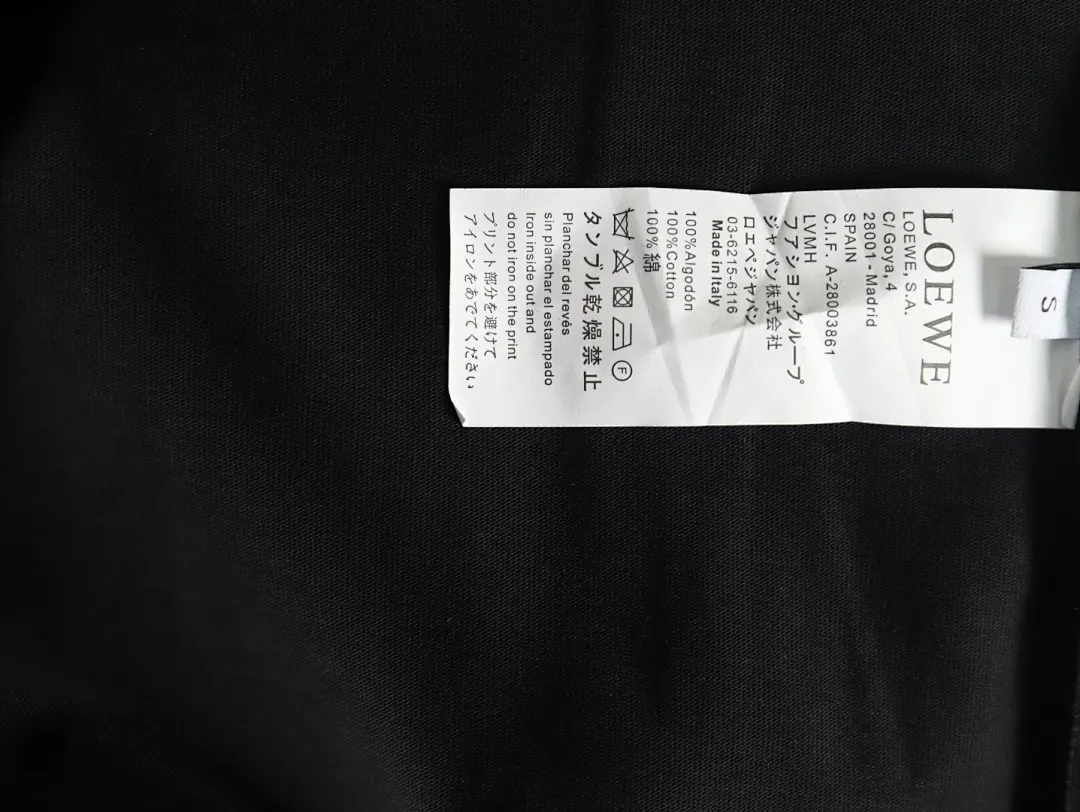 S
LOEWE
LOEWE, S.A.
C/ Goya, 4
28001 - Madrid
SPAIN
C.I.F. A-28003861
LVMH
ファション・グループ
ジャパン株式会社
ロエベジャパン
03-6215-6116
Made in Italy
100%Algodón
100%Cotton
100% 綿
F
タンブル乾燥禁止
Planchar del revés
sin planchar el estampado
Iron inside out and
do not iron on the print
プリント部分を避けて
アイロンをあでてください